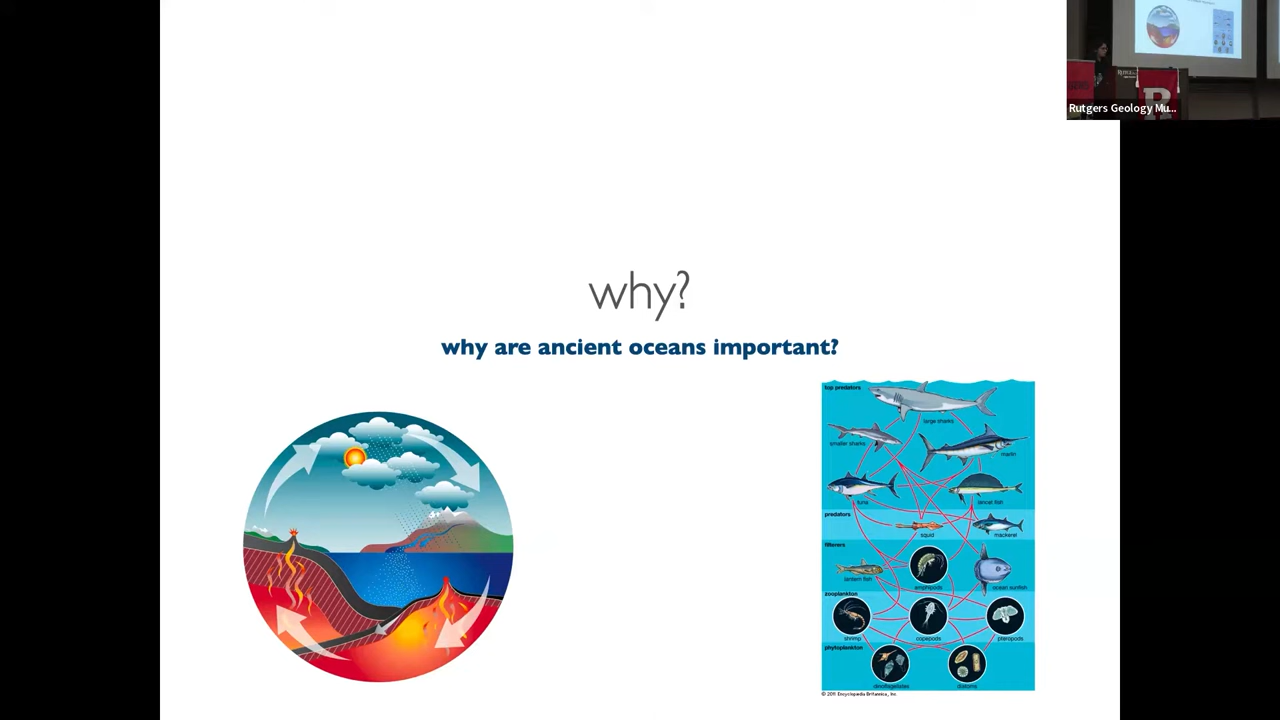 Rutgers Geology Mu...
why?
why are ancient oceans important?
top predators
large sharks
smaller sharks
marlin
tuna
lancet fish
predators
squid
mackerel
filterers
lantern fish
amphipods
ocean sunfish
zooplankton
shrimp
copepods
pteropods
phytoplankton
dinoflagellates
diatoms
© 2011 Encyclopædia Britannica, Inc.